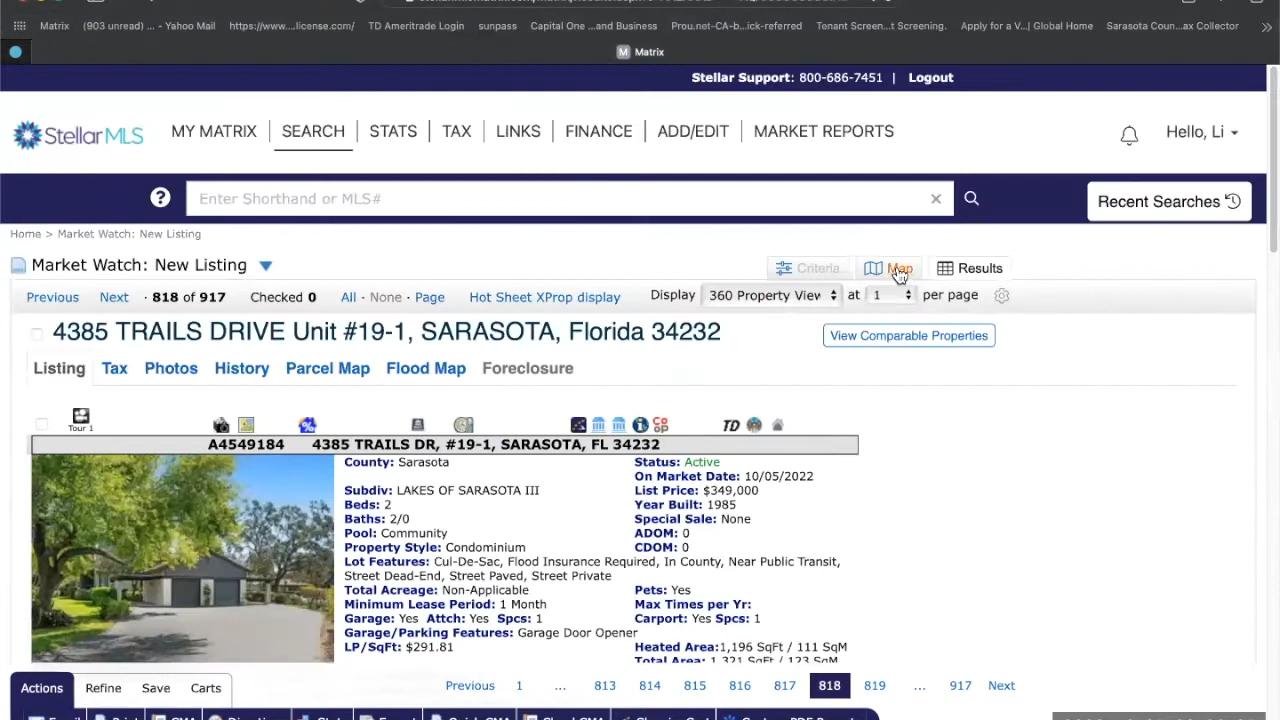 Matrix (903 unread) ... - Yahoo Mail https://www....license.com/ TD Ameritrade Login sunpass Capital One ...and Business Prou.net-CA-b...ick-referred Tenant Screen...t Screening. Apply for a V...| Global Home Sarasota Coun...ax Collector
M Matrix
Stellar Support: 800-686-7451 | Logout
StellarMLS MY MATRIX SEARCH STATS TAX LINKS FINANCE ADD/EDIT MARKET REPORTS Hello, Li
? Enter Shorthand or MLS# × Recent Searches
Home > Market Watch: New Listing
Market Watch: New Listing Criteria Map Results
Previous Next · 818 of 917 Checked 0 All · None · Page Hot Sheet XProp display Display 360 Property View at 1 per page
4385 TRAILS DRIVE Unit #19-1, SARASOTA, Florida 34232 View Comparable Properties
Listing Tax Photos History Parcel Map Flood Map Foreclosure
Tour 1 TD
A4549184 4385 TRAILS DR, #19-1, SARASOTA, FL 34232
County: Sarasota Status: Active
On Market Date: 10/05/2022
Subdiv: LAKES OF SARASOTA III List Price: $349,000
Beds: 2 Year Built: 1985
Baths: 2/0 Special Sale: None
Pool: Community ADOM: 0
Property Style: Condominium CDOM: 0
Lot Features: Cul-De-Sac, Flood Insurance Required, In County, Near Public Transit,
Street Dead-End, Street Paved, Street Private
Total Acreage: Non-Applicable Pets: Yes
Minimum Lease Period: 1 Month Max Times per Yr:
Garage: Yes Attch: Yes Spcs: 1 Carport: Yes Spcs: 1
Garage/Parking Features: Garage Door Opener
LP/SqFt: $291.81 Heated Area:1,196 SqFt / 111 SqM
Total Area: 1,321 SqFt / 123 SqM
Actions Refine Save Carts Previous 1 ... 813 814 815 816 817 818 819 ... 917 Next